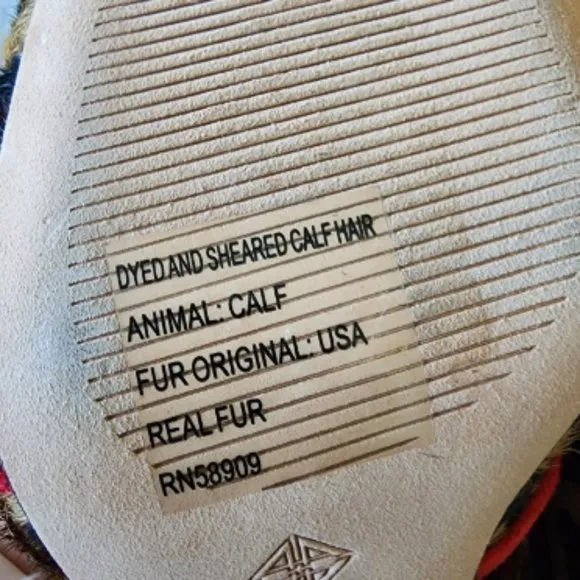 DYED AND SHEARED CALF HAIR
ANIMAL: CALF
FUR ORIGINAL: USA
REAL FUR
RN58909